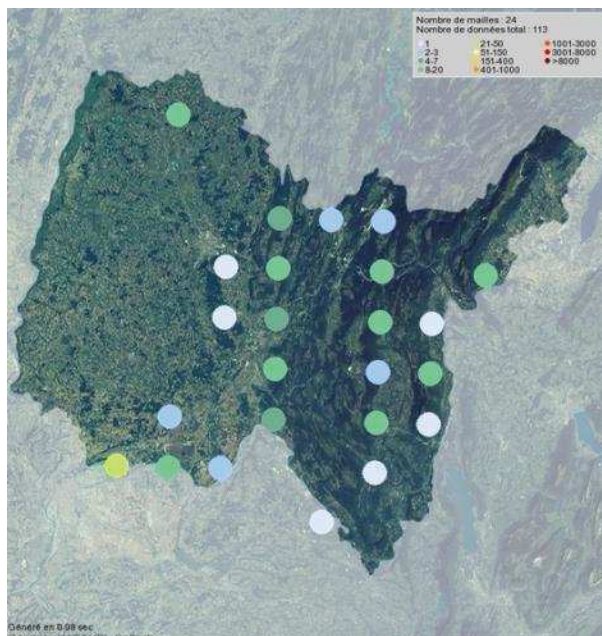 Nombre de mailles : 24
Nombre de données total : 113
1 21-50 1001-3000
2-3 51-150 3001-8000
4-7 151-400 >8000
8-20 401-1000
Généré en 0.08 sec